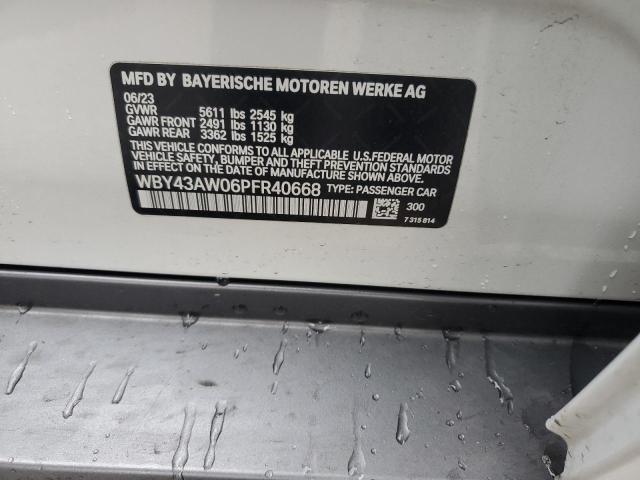 MFD BY BAYERISCHE MOTOREN WERKE AG
06/23
GVWR 5611 lbs 2545 kg
GAWR FRONT 2491 lbs 1130 kg
GAWR REAR 3362 lbs 1525 kg
THIS VEHICLE CONFORMS TO ALL APPLICABLE U.S.FEDERAL MOTOR
VEHICLE SAFETY, BUMPER AND THEFT PREVENTION STANDARDS
IN EFFECT ON THE DATE OF MANUFACTURE SHOWN ABOVE.
WBY43AW06PFR40668 TYPE: PASSENGER CAR
300
7 315 814